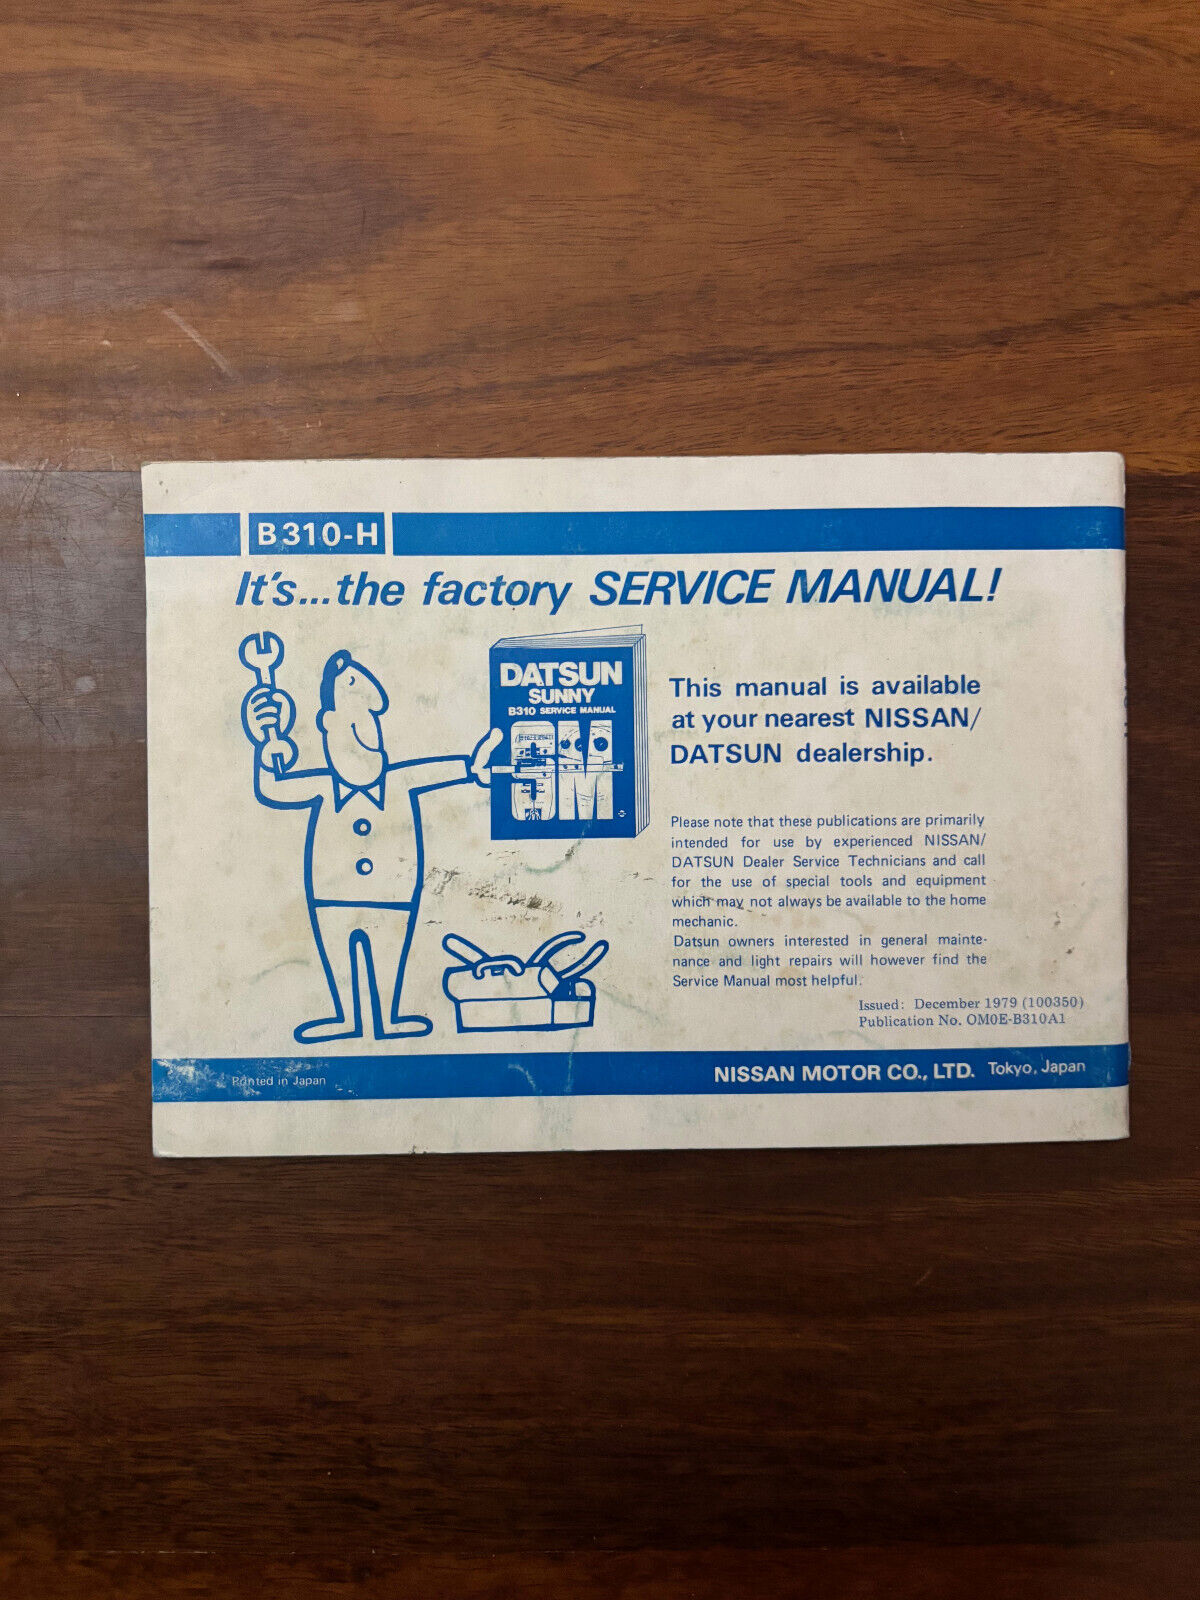 B310-H
It's...the factory SERVICE MANUAL!
DATSUN
SUNNY
B310 SERVICE MANUAL
SM
This manual is available
at your nearest NISSAN/
DATSUN dealership.
Please note that these publications are primarily
intended for use by experienced NISSAN/
DATSUN Dealer Service Technicians and call
for the use of special tools and equipment
which may not always be available to the home
mechanic.
Datsun owners interested in general mainte-
nance and light repairs will however find the
Service Manual most helpful.
Issued: December 1979 (100350)
Publication No. OM0E-B310A1
Printed in Japan
NISSAN MOTOR CO., LTD. Tokyo, Japan